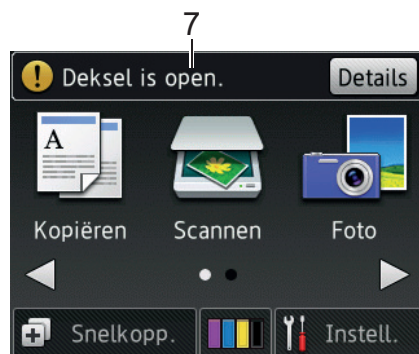 7
Deksel is open. Details
A
Kopiëren Scannen Foto
Snelkopp. Instell.